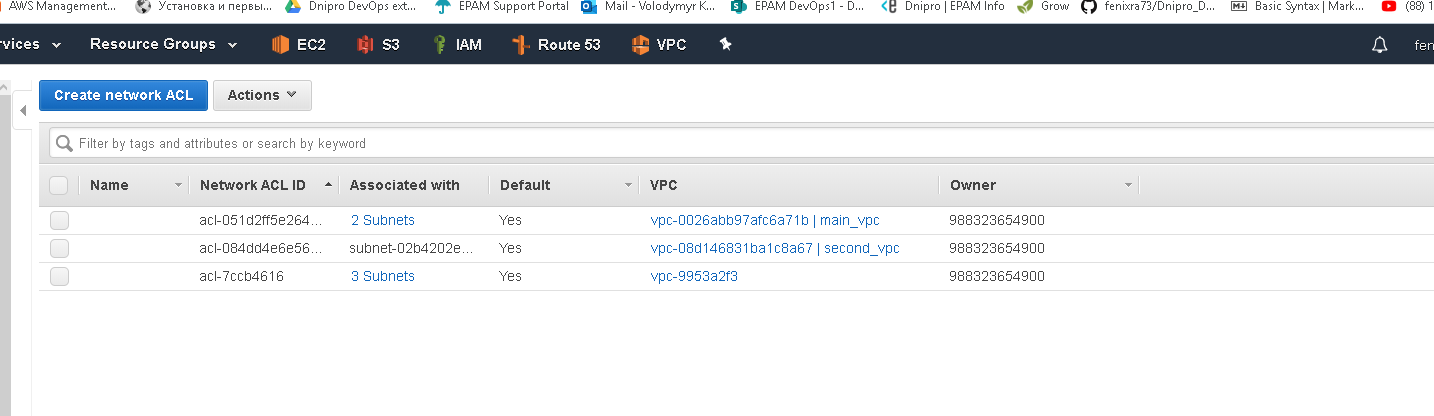 AWS Management... Установка и первы... Dnipro DevOps ext... EPAM Support Portal Mail - Volodymyr K... EPAM DevOps1 - D... Dnipro | EPAM Info Grow fenixra73/Dnipro_D... Basic Syntax | Mark... (88) 1
rvices Resource Groups EC2 S3 IAM Route 53 VPC fen
Create network ACL Actions
Filter by tags and attributes or search by keyword
Name Network ACL ID Associated with Default VPC Owner
acl-051d2ff5e264... 2 Subnets Yes vpc-0026abb97afc6a71b | main_vpc 988323654900
acl-084dd4e6e56... subnet-02b4202e... Yes vpc-08d146831ba1c8a67 | second_vpc 988323654900
acl-7ccb4616 3 Subnets Yes vpc-9953a2f3 988323654900